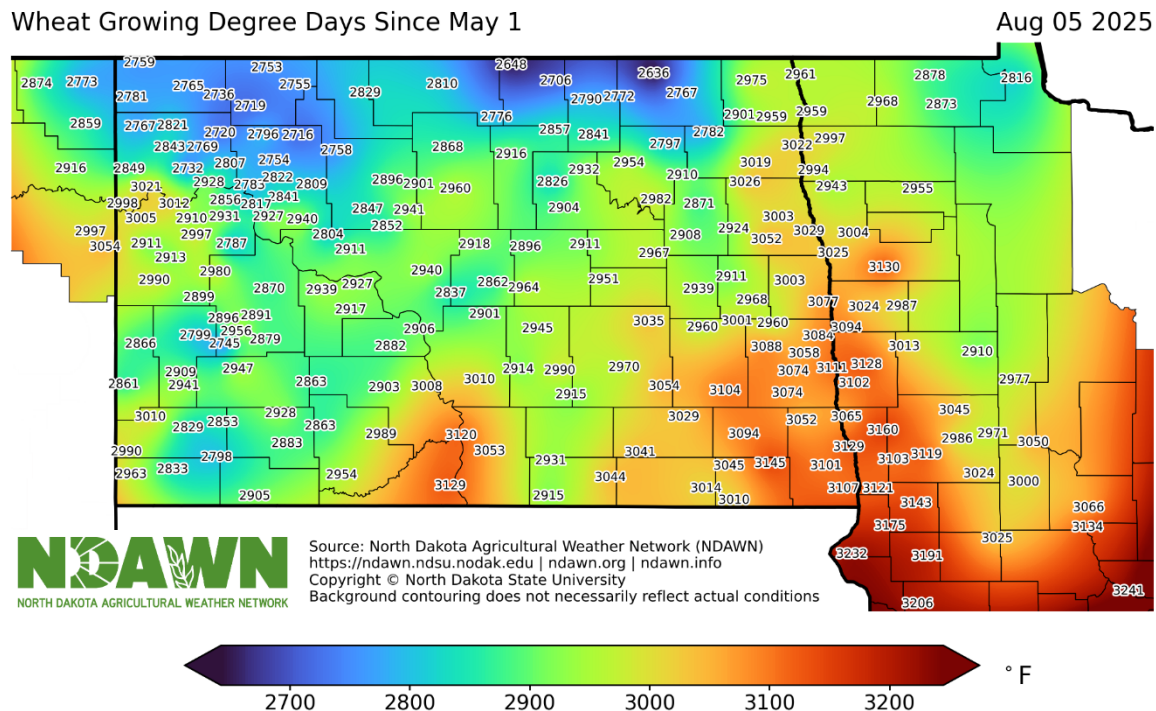 Wheat Growing Degree Days Since May 1
Aug 05 2025
2759 2753 2648 2636
2874 2773 2765 2755 2810 2706 2975 2961 2878 2816
2781 2736 2719 2829 2790 2772 2767 2968 2873
2776 2901 2959 2959
2859 2767 2821 2720 2796 2716 2857 2841 2782 2997
2843 2769 2758 2868 2916 2797 3022
2916 2849 2732 2807 2754 2932 2954 3019 2994
3021 2928 2783 2822 2809 2896 2901 2960 2826 2910 3026 2943 2955
2998 3012 2856 2817 2841 2847 2941 2904 2982 2871
3005 2910 2931 2927 2940 2852 3003
2997 2997 2804 2908 2924 3029 3004
3054 2911 2787 2911 2918 2896 2911 2967 3052 3025
2913 2980 2940 3130
2990 2870 2939 2927 2837 2862 2964 2951 2939 2911 3003
2899 2917 2901 2968 3077 3024 2987
2896 2891 2906 2945 3035 2960 3001 2960 3094
2799 2956 3084
2866 2745 2879 2882 3088 3058 3013 2910
2909 2947 2914 2990 2970 3074 3111 3128
2861 2941 2863 2903 3008 3010 2915 3054 3104 3074 3102 2977
3010 2829 2853 2928 2863 3029 3052 3065 3045
2883 2989 3120 3094 3160 2986 2971 3050
2990 2798 3053 2931 3041 3129 3103 3119
2963 2833 2954 3044 3045 3145 3101 3024 3000
2905 3129 2915 3014 3010 3107 3121 3143 3066
3175 3134
3025
3232 3191
3241
3206
NDAWN
NORTH DAKOTA AGRICULTURAL WEATHER NETWORK
Source: North Dakota Agricultural Weather Network (NDAWN)
https://ndawn.ndsu.nodak.edu | ndawn.org | ndawn.info
Copyright © North Dakota State University
Background contouring does not necessarily reflect actual conditions
2700 2800 2900 3000 3100 3200
°F